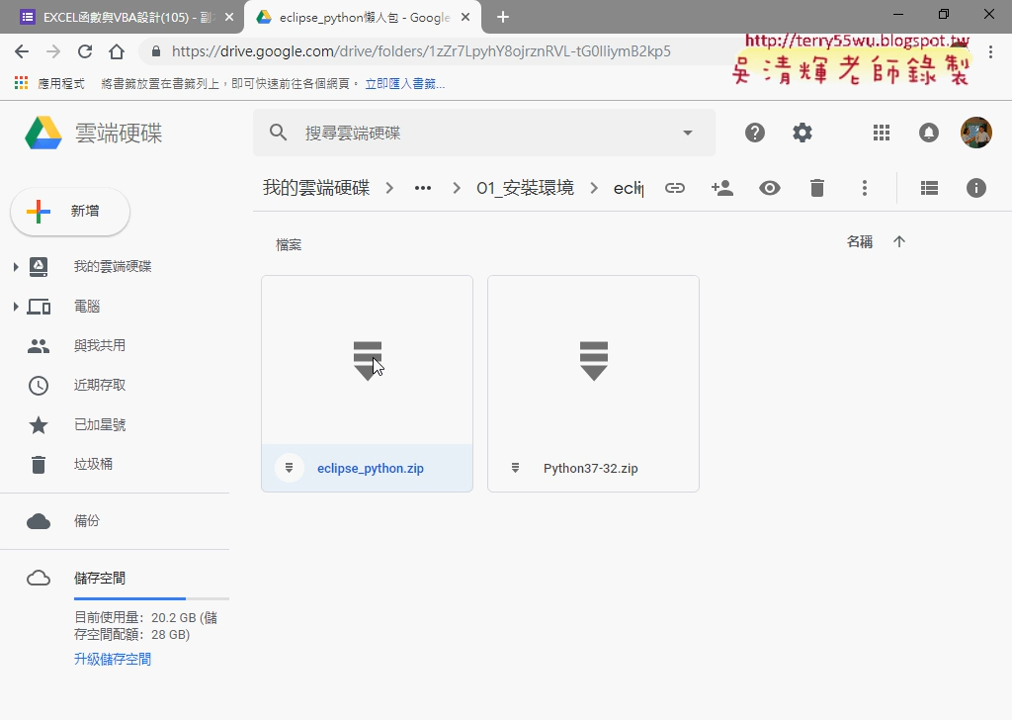 EXCEL函數與VBA設計(105) - 副
eclipse_python懶人包 - Google
https://drive.google.com/drive/folders/1zZr7LpyhY8ojrznRVL-tG0lIiymB2kp5
http://terry55wu.blogspot.tw
吳清輝老師錄製
應用程式
將書籤放置在書籤列上，即可快速前往各個網頁。
立即匯入書籤...
雲端硬碟
搜尋雲端硬碟
我的雲端硬碟
01_安裝環境
新增
檔案
名稱
我的雲端硬碟
電腦
與我共用
近期存取
已加星號
垃圾桶
eclipse_python.zip
Python37-32.zip
備份
儲存空間
目前使用量: 20.2 GB (儲
存空間配額: 28 GB)
升級儲存空間